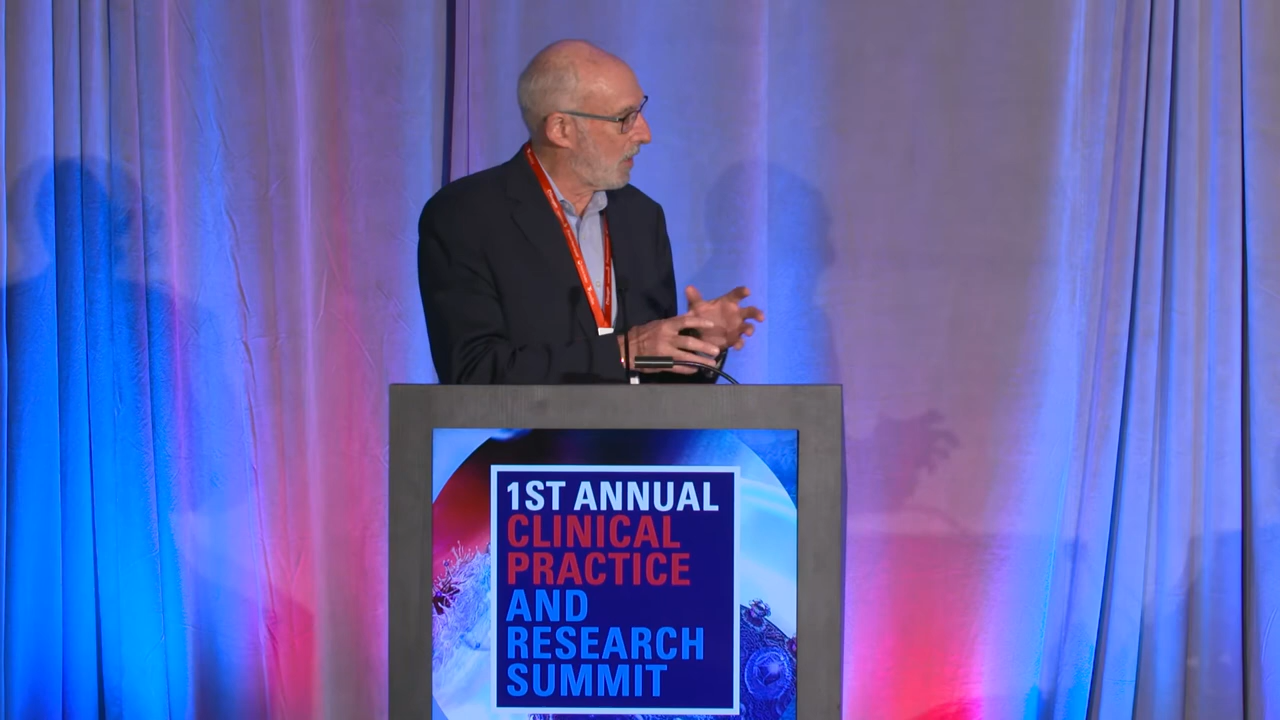 1ST ANNUAL
CLINICAL
PRACTICE
AND
RESEARCH
SUMMIT